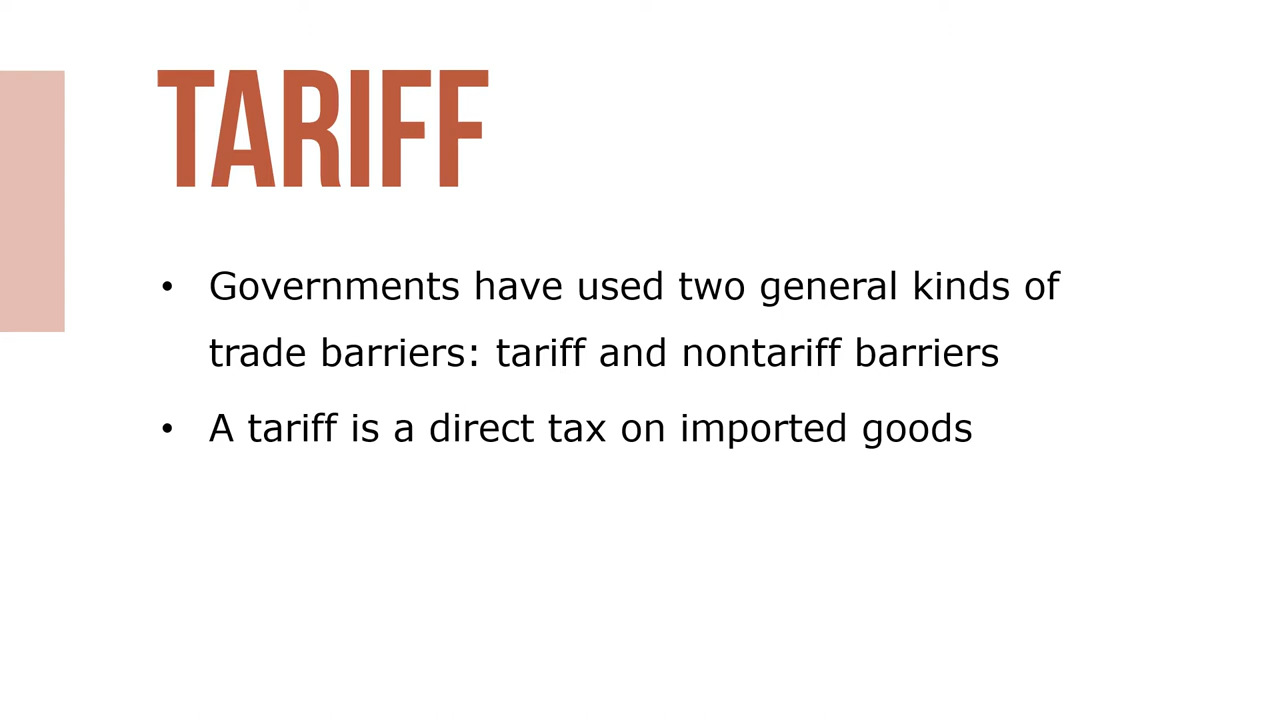 TARIFF
• Governments have used two general kinds of
trade barriers: tariff and nontariff barriers
• A tariff is a direct tax on imported goods